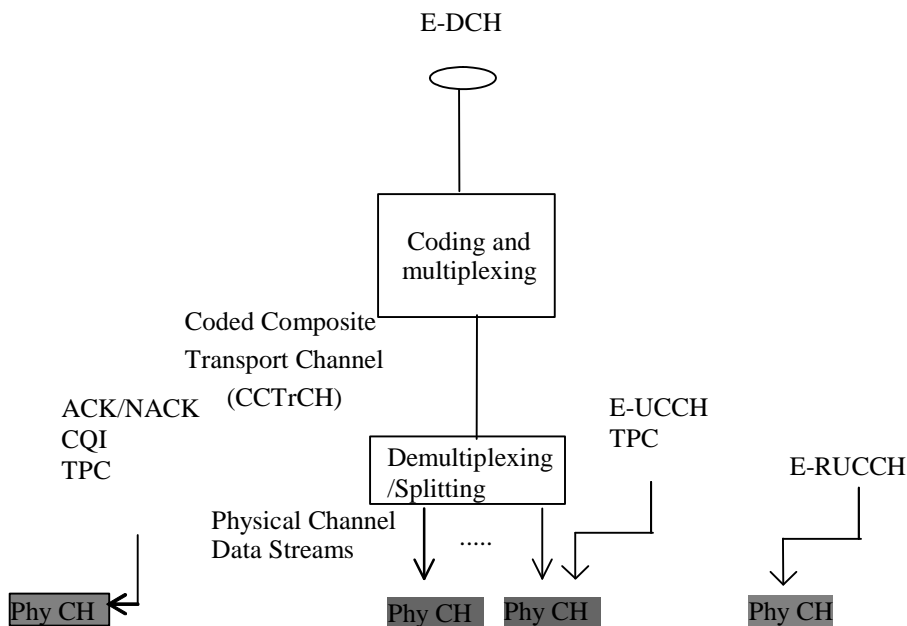 E-DCH
Coding and
multiplexing
Coded Composite
Transport Channel
(CCTrCH)
ACK/NACK
CQI
TPC
E-UCCH
TPC
Demultiplexing
/Splitting
E-RUCCH
Physical Channel
Data Streams
.....
Phy CH
Phy CH
Phy CH
Phy CH